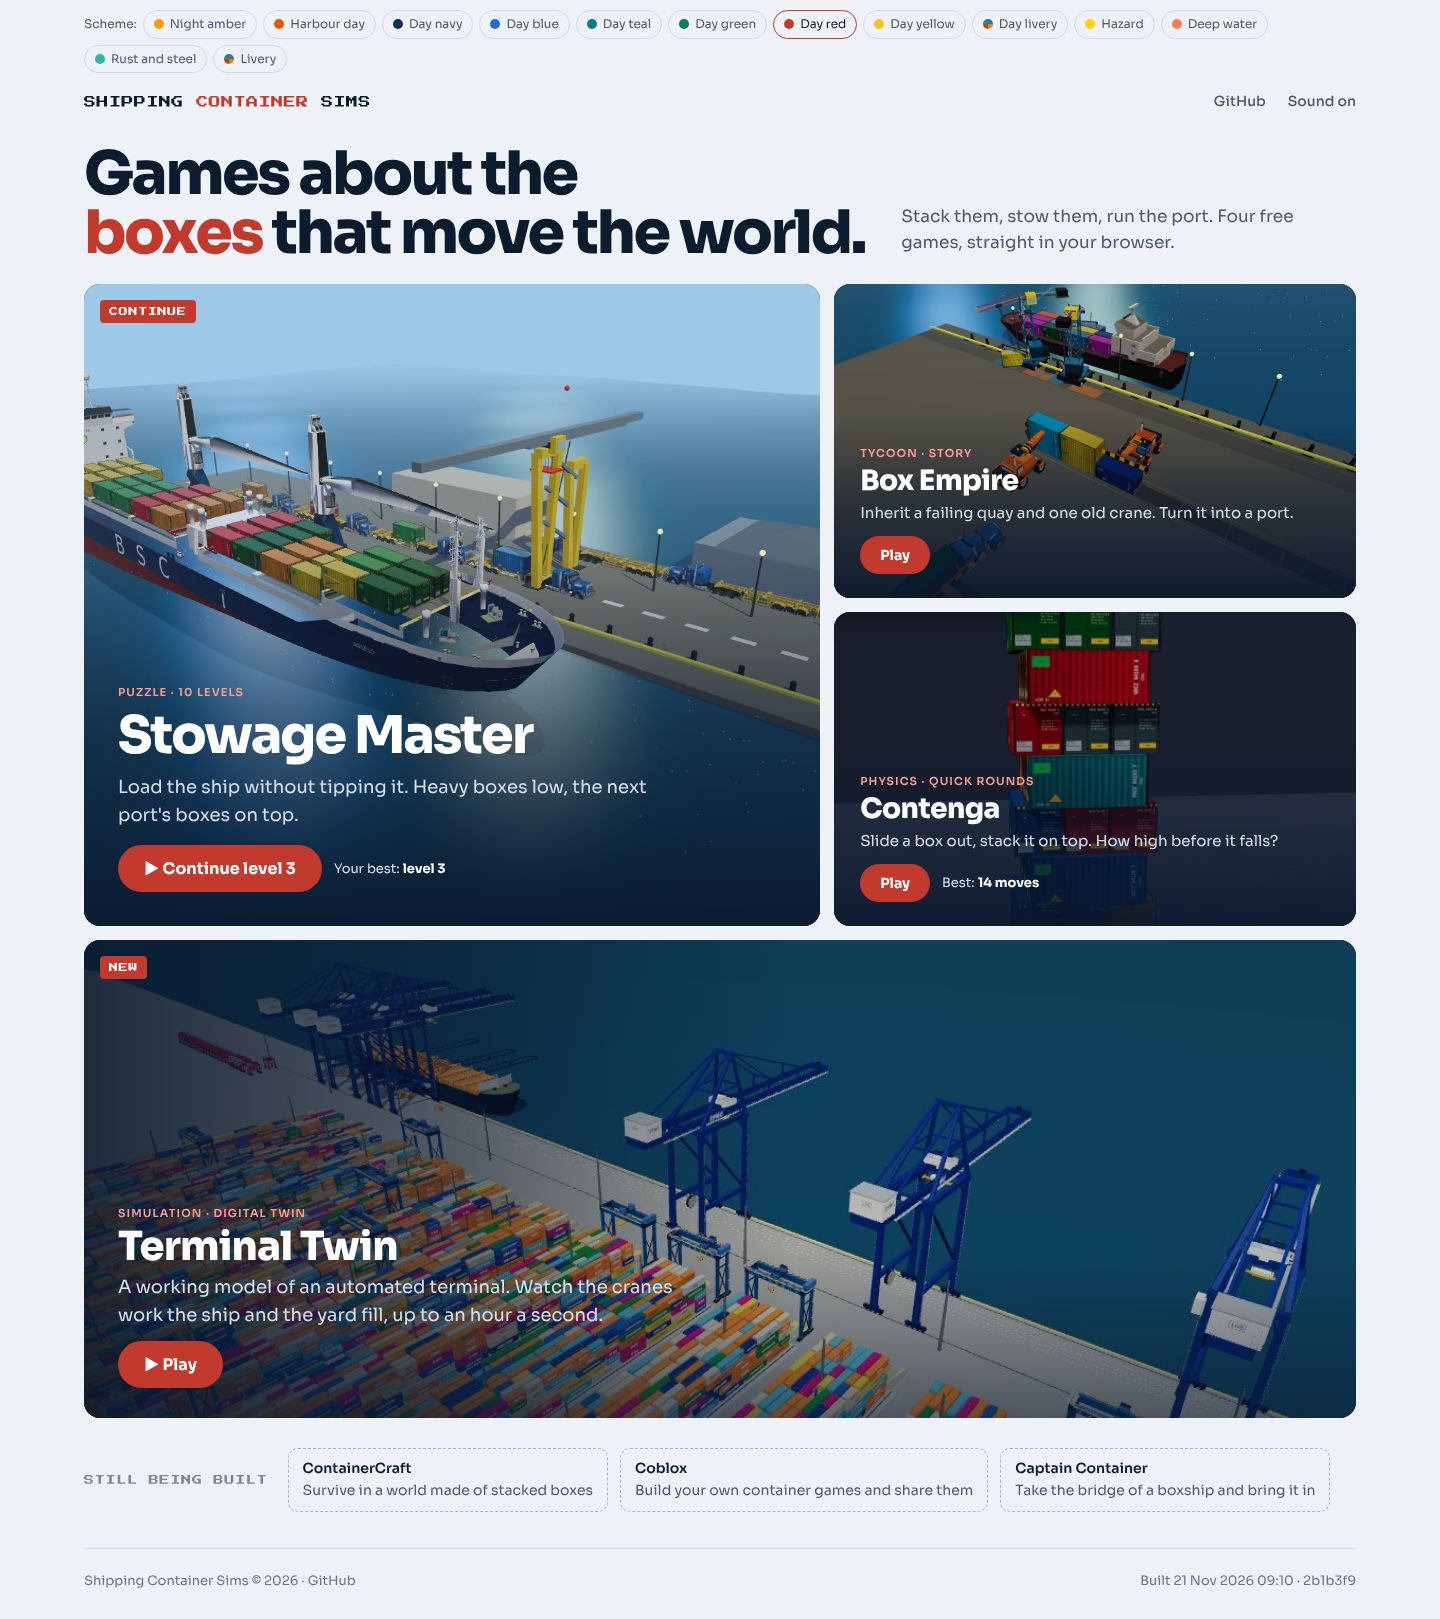 Scheme: Night amber Harbour day Day navy Day blue Day teal Day green Day red Day yellow Day livery Hazard Deep water
Rust and steel Livery
SHIPPING CONTAINER SIMS
GitHub Sound on
Games about the
boxes that move the world.
Stack them, stow them, run the port. Four free
games, straight in your browser.
CONTINUE
B S C
PUZZLE · 10 LEVELS
Stowage Master
Load the ship without tipping it. Heavy boxes low, the next
port's boxes on top.
▶ Continue level 3
Your best: level 3
TYCOON · STORY
Box Empire
Inherit a failing quay and one old crane. Turn it into a port.
Play
PHYSICS · QUICK ROUNDS
Contenga
Slide a box out, stack it on top. How high before it falls?
Play
Best: 14 moves
NEW
SIMULATION · DIGITAL TWIN
Terminal Twin
A working model of an automated terminal. Watch the cranes
work the ship and the yard fill, up to an hour a second.
▶ Play
STILL BEING BUILT
ContainerCraft
Survive in a world made of stacked boxes
Coblox
Build your own container games and share them
Captain Container
Take the bridge of a boxship and bring it in
Shipping Container Sims © 2026 · GitHub
Built 21 Nov 2026 09:10 · 2b1b3f9